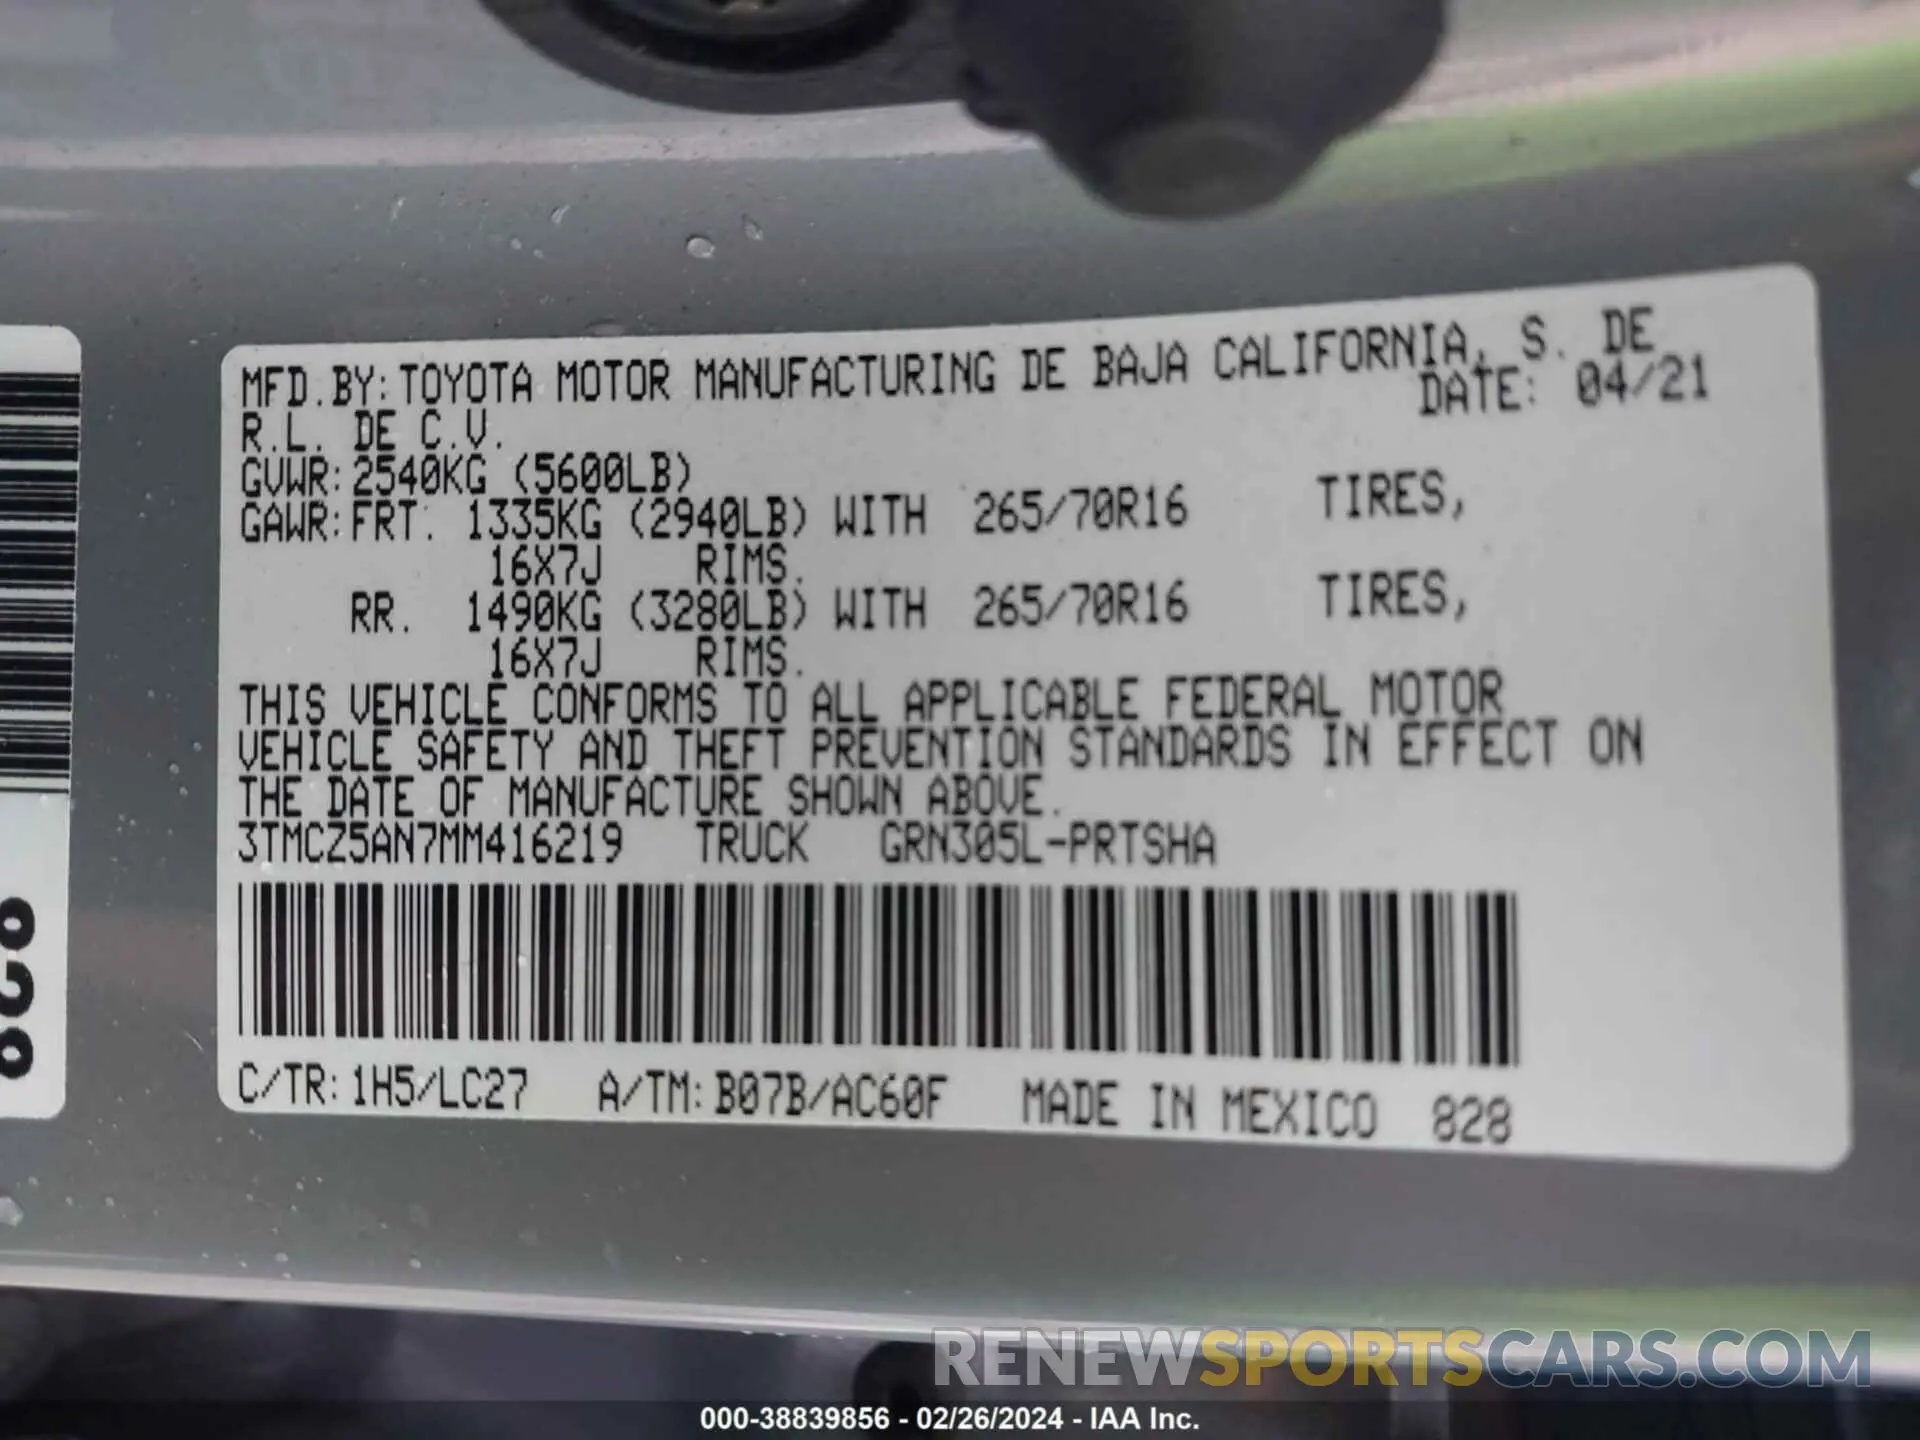 MFD.BY:TOYOTA MOTOR MANUFACTURING DE BAJA CALIFORNIA, S. DE
R.L. DE C.V. DATE: 04/21
GVWR:2540KG (5600LB)
GAWR:FRT. 1335KG (2940LB) WITH 265/70R16 TIRES,
16X7J RIMS.
RR. 1490KG (3280LB) WITH 265/70R16 TIRES,
16X7J RIMS.
THIS VEHICLE CONFORMS TO ALL APPLICABLE FEDERAL MOTOR
VEHICLE SAFETY AND THEFT PREVENTION STANDARDS IN EFFECT ON
THE DATE OF MANUFACTURE SHOWN ABOVE.
3TMCZ5AN7MM416219 TRUCK GRN305L-PRTSHA
C/TR:1H5/LC27 A/TM:B07B/AC60F MADE IN MEXICO 828
828
RENEWSPORTSCARS.COM
000-38839856 - 02/26/2024 - IAA Inc.